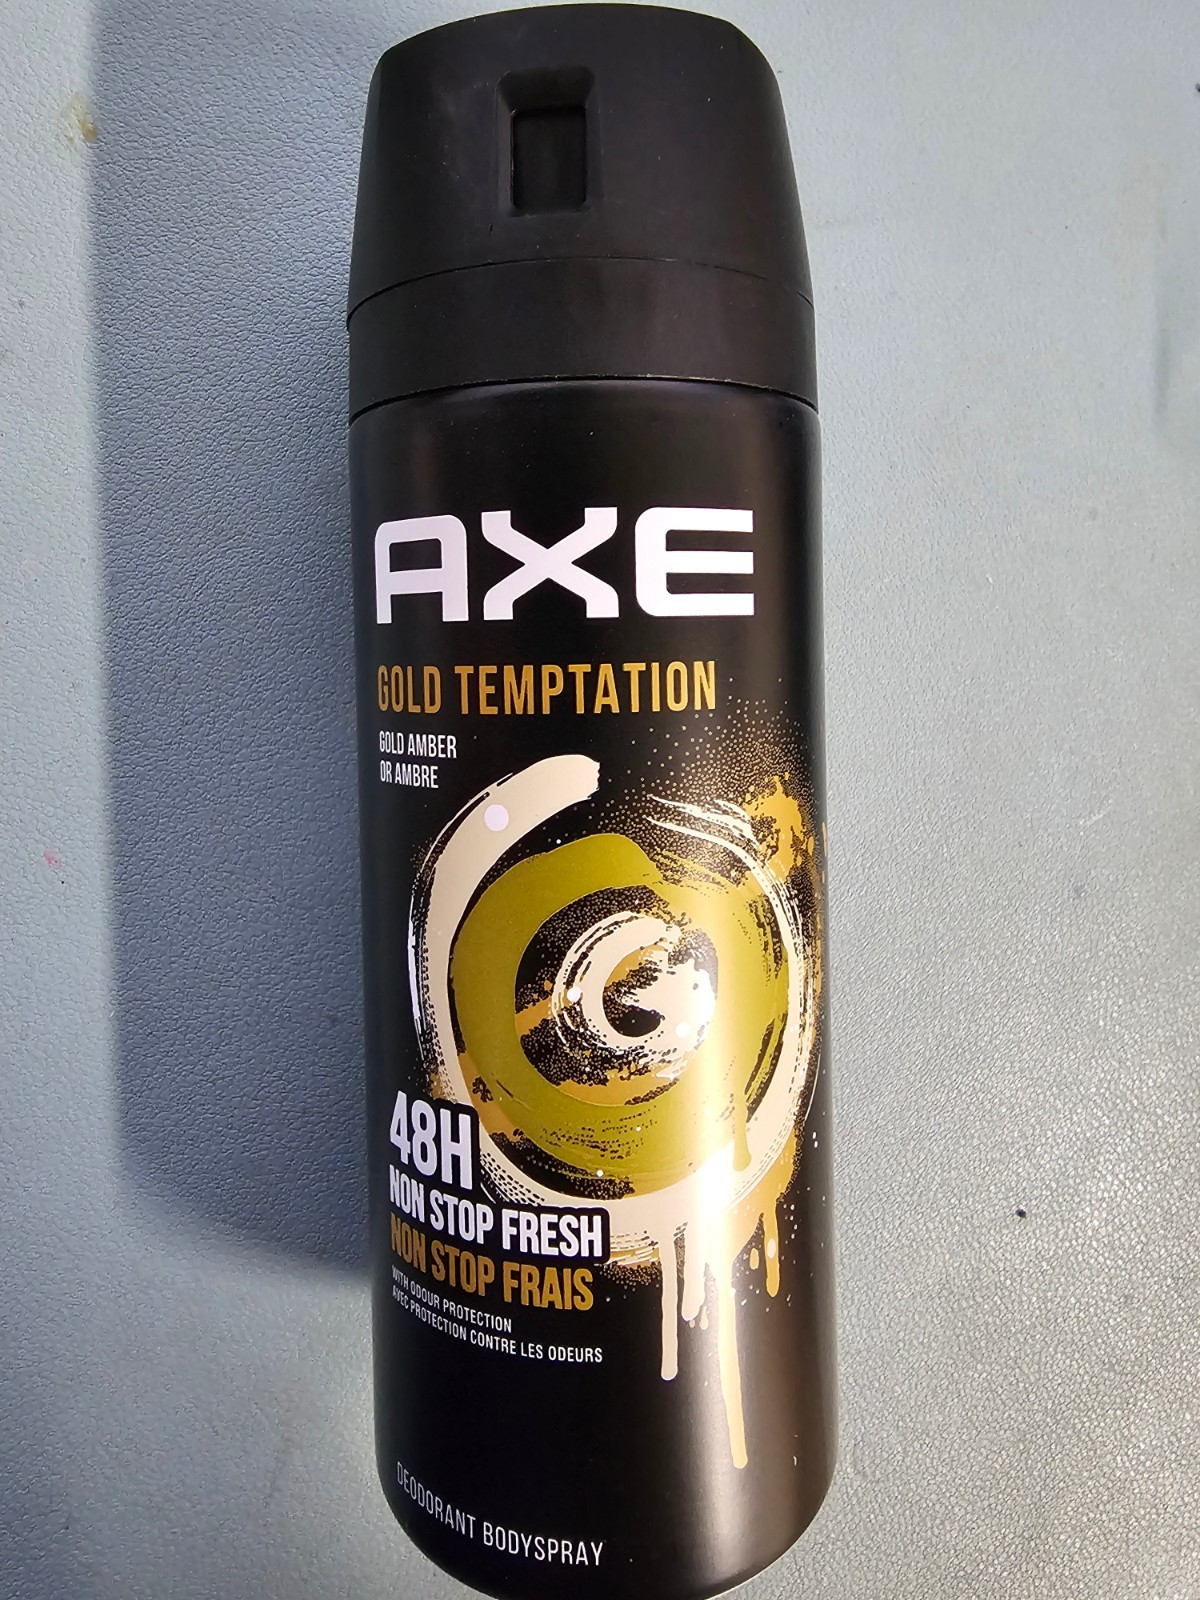 AXE
GOLD TEMPTATION
GOLD AMBER
OR AMBRE
48H
NON STOP FRESH
NON STOP FRAIS
WITH ODOUR PROTECTION
AVEC PROTECTION CONTRE LES ODEURS
DEODORANT BODYSPRAY